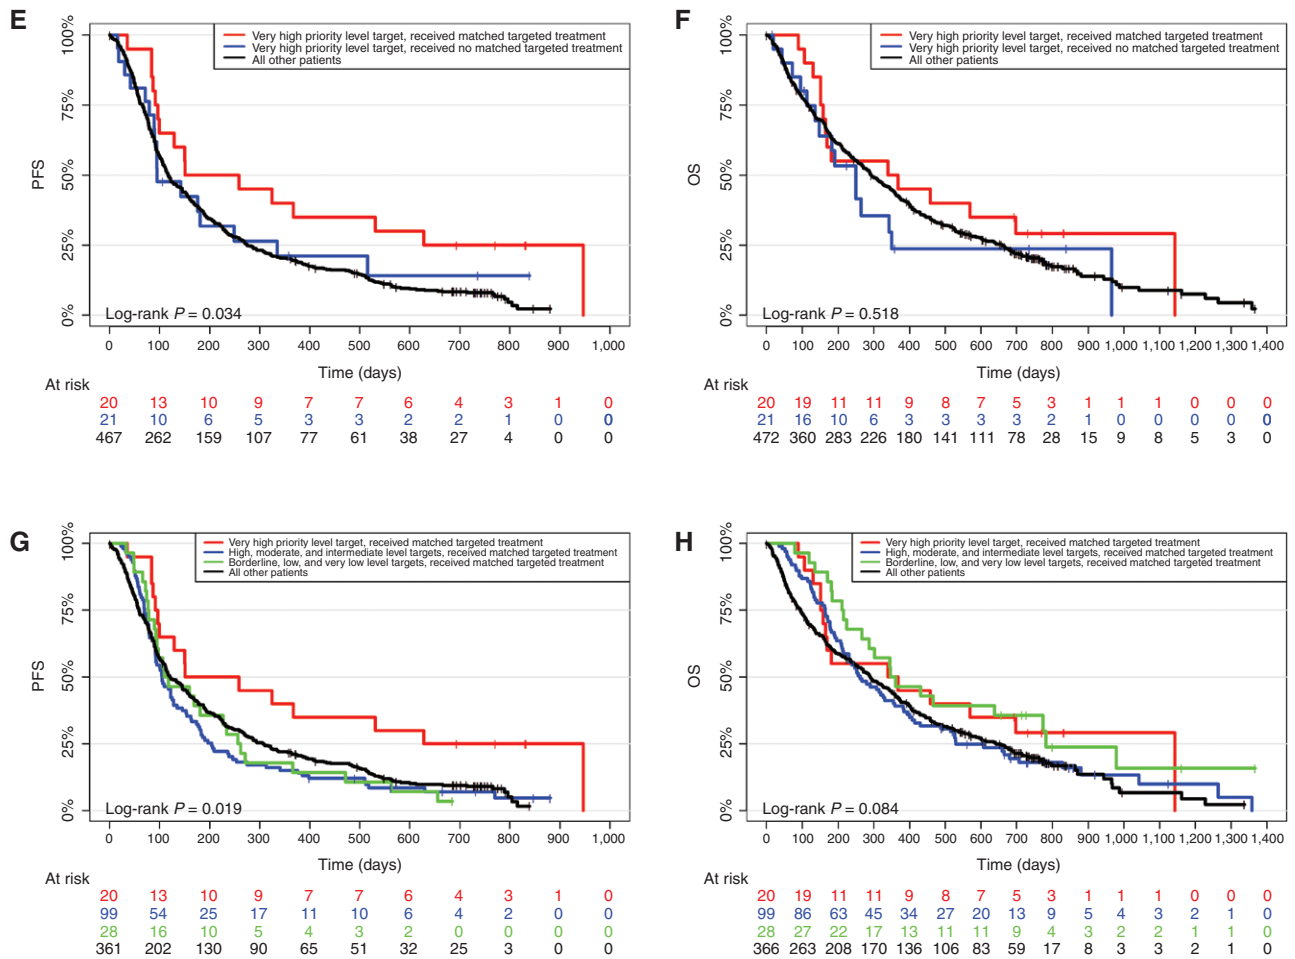 E
100%
75%
50%
25%
0%
PFS
Very high priority level target, received matched targeted treatment
Very high priority level target, received no matched targeted treatment
All other patients
Log-rank P = 0.034
0 100 200 300 400 500 600 700 800 900 1,000
Time (days)
At risk
20 13 10 9 7 7 6 4 3 1 0
21 10 6 5 3 3 2 2 1 0 0
467 262 159 107 77 61 38 27 4 0 0
F
100%
75%
50%
25%
0%
OS
Very high priority level target, received matched targeted treatment
Very high priority level target, received no matched targeted treatment
All other patients
Log-rank P = 0.518
0 100 200 300 400 500 600 700 800 900 1,000 1,100 1,200 1,300 1,400
Time (days)
At risk
20 19 11 11 9 8 7 5 3 1 1 1 0 0 0
21 16 10 6 3 3 3 3 2 1 0 0 0 0 0
472 360 283 226 180 141 111 78 28 15 9 8 5 3 0
G
100%
75%
50%
25%
0%
PFS
Very high priority level target, received matched targeted treatment
High, moderate, and intermediate level targets, received matched targeted treatment
Borderline, low, and very low level targets, received matched targeted treatment
All other patients
Log-rank P = 0.019
0 100 200 300 400 500 600 700 800 900 1,000
Time (days)
At risk
20 13 10 9 7 7 6 4 3 1 0
99 54 25 17 11 10 6 4 2 0 0
28 16 10 5 4 3 2 0 0 0 0
361 202 130 90 65 51 32 25 3 0 0
H
100%
75%
50%
25%
0%
OS
Very high priority level target, received matched targeted treatment
High, moderate, and intermediate level targets, received matched targeted treatment
Borderline, low, and very low level targets, received matched targeted treatment
All other patients
Log-rank P = 0.084
0 100 200 300 400 500 600 700 800 900 1,000 1,100 1,200 1,300 1,400
Time (days)
At risk
20 19 11 11 9 8 7 5 3 1 1 1 0 0 0
99 86 63 45 34 27 20 13 9 5 4 3 2 1 0
28 27 22 17 13 11 11 9 4 3 2 2 1 1 0
366 263 208 170 136 106 83 59 17 8 3 3 2 1 0